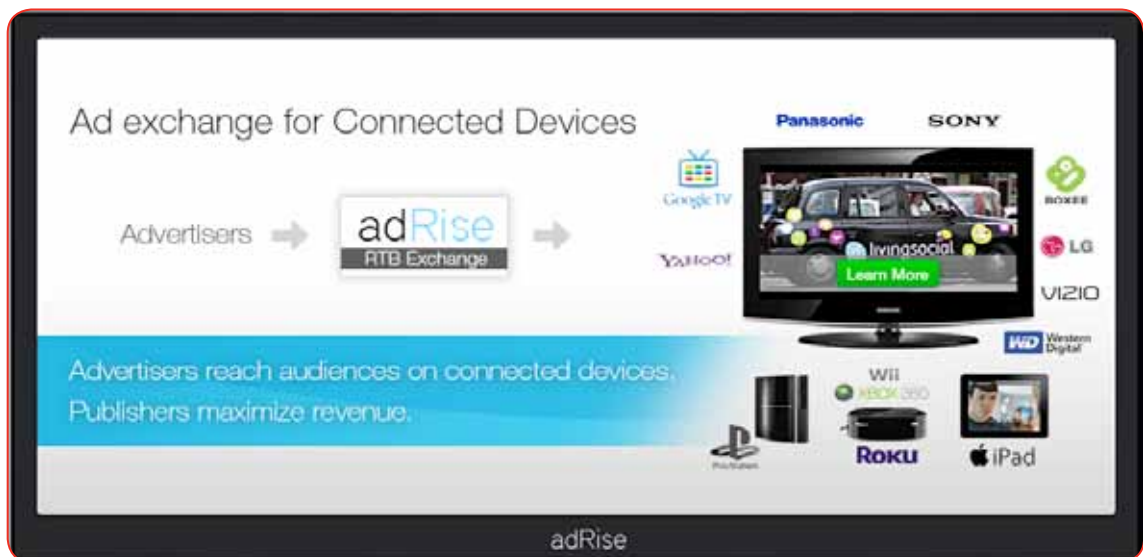 Ad exchange for Connected Devices
Advertisers
adRise
RTB Exchange
Panasonic
SONY
Google TV
BOXEE
YAHOO!
LG
livingsocial
Learn More
VIZIO
WD Western
Digital
Advertisers reach audiences on connected devices.
Publishers maximize revenue.
Wii
XBOX 360
PlayStation
ROKU
iPad
adRise